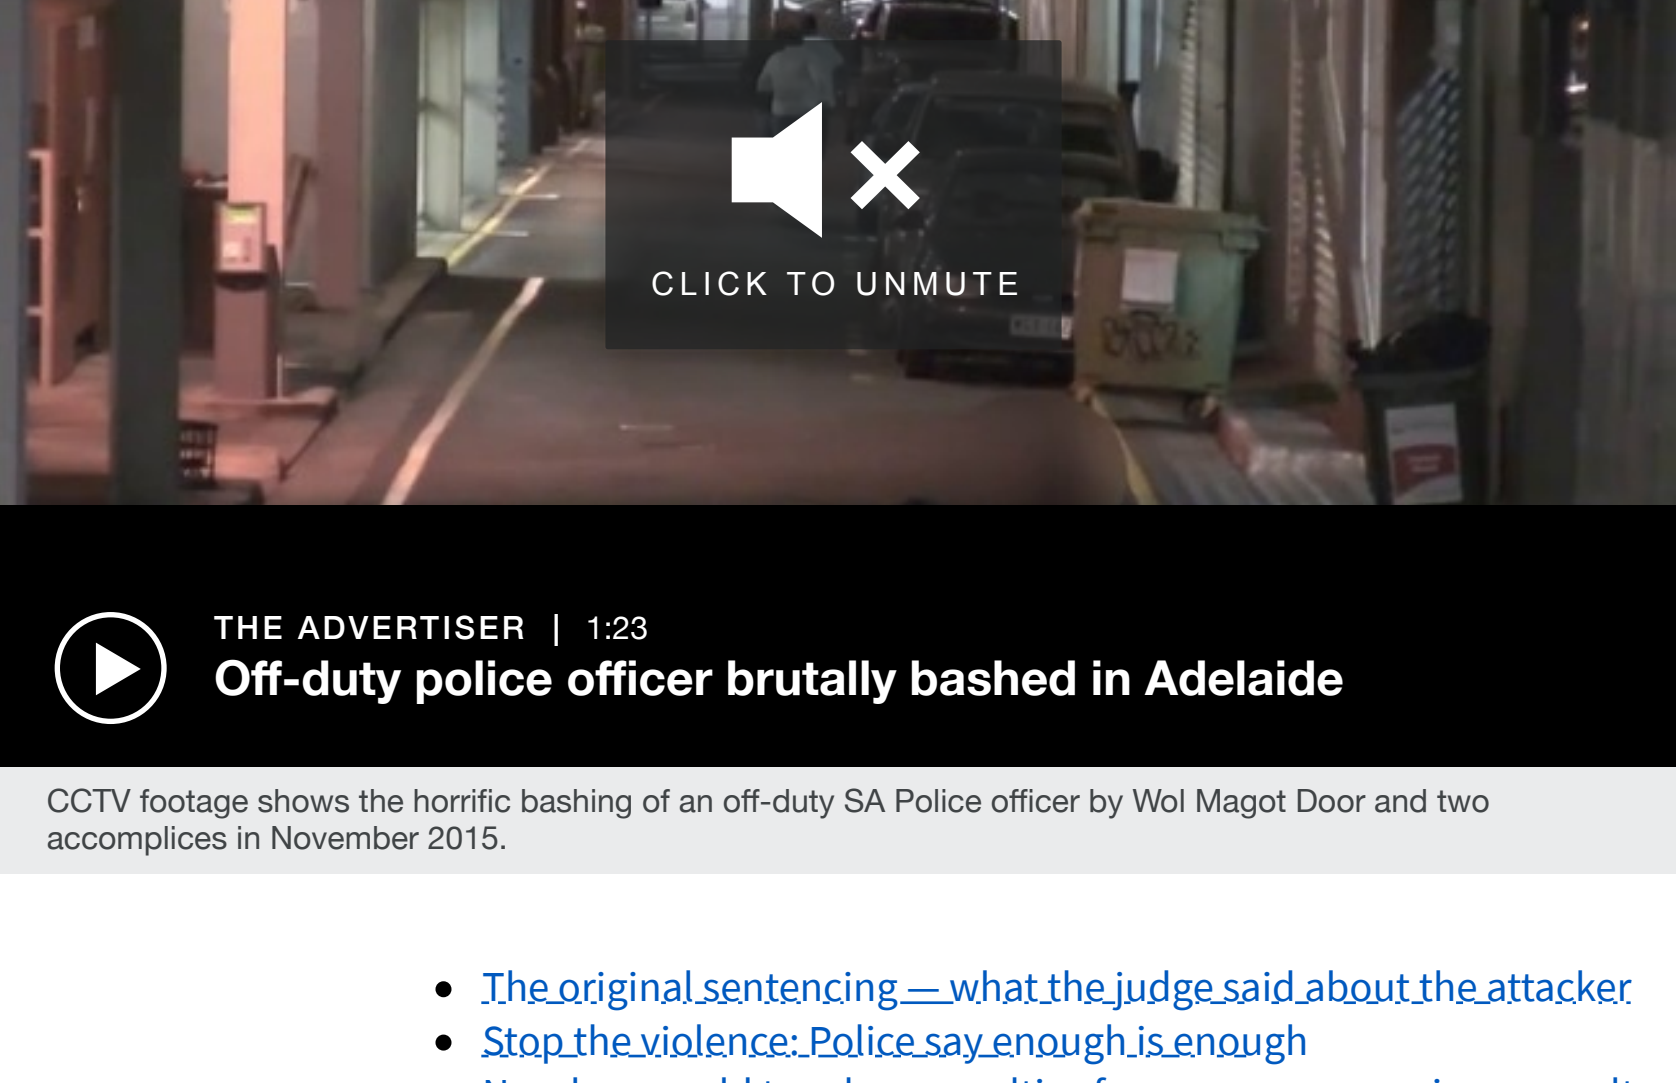 CLICK TO UNMUTE
THE ADVERTISER | 1:23
Off-duty police officer brutally bashed in Adelaide
CCTV footage shows the horrific bashing of an off-duty SA Police officer by Wol Magot Door and two
accomplices in November 2015.
• The original sentencing — what the judge said about the attacker
• Stop the violence: Police say enough is enough